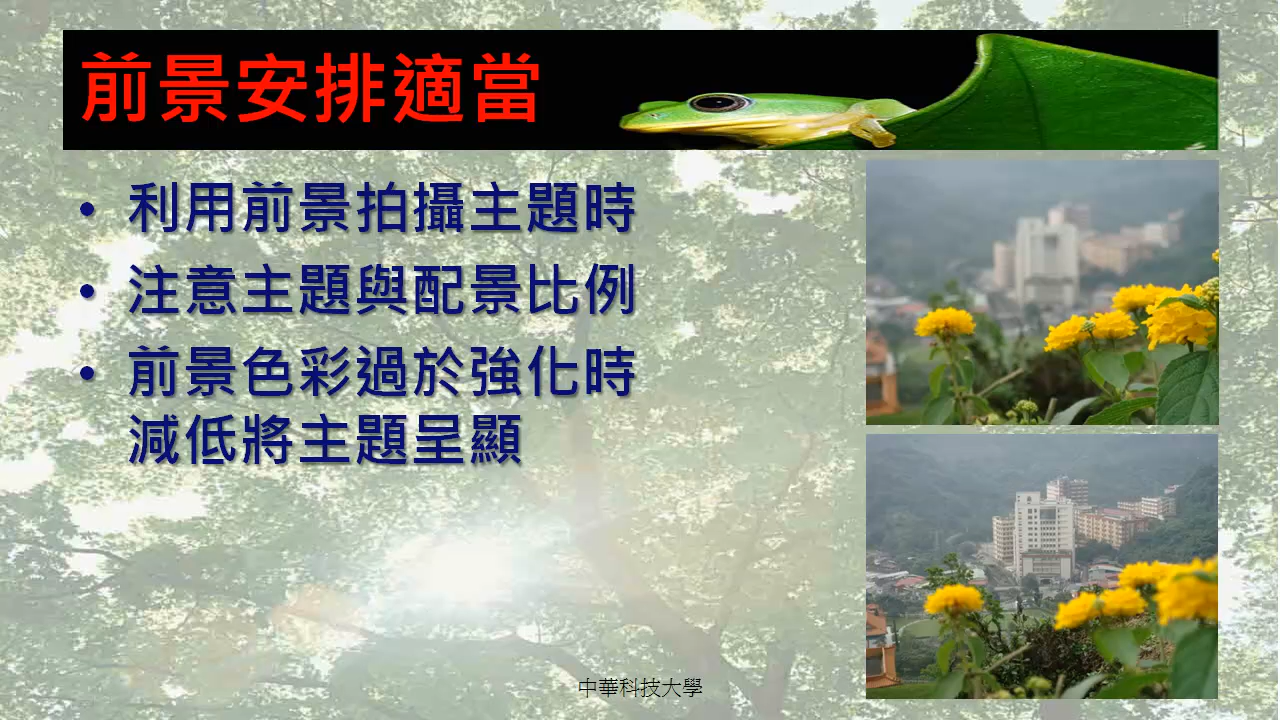 前景安排適當
• 利用前景拍攝主題時
• 注意主題與配景比例
• 前景色彩過於強化時
減低將主題呈顯
中華科技大學